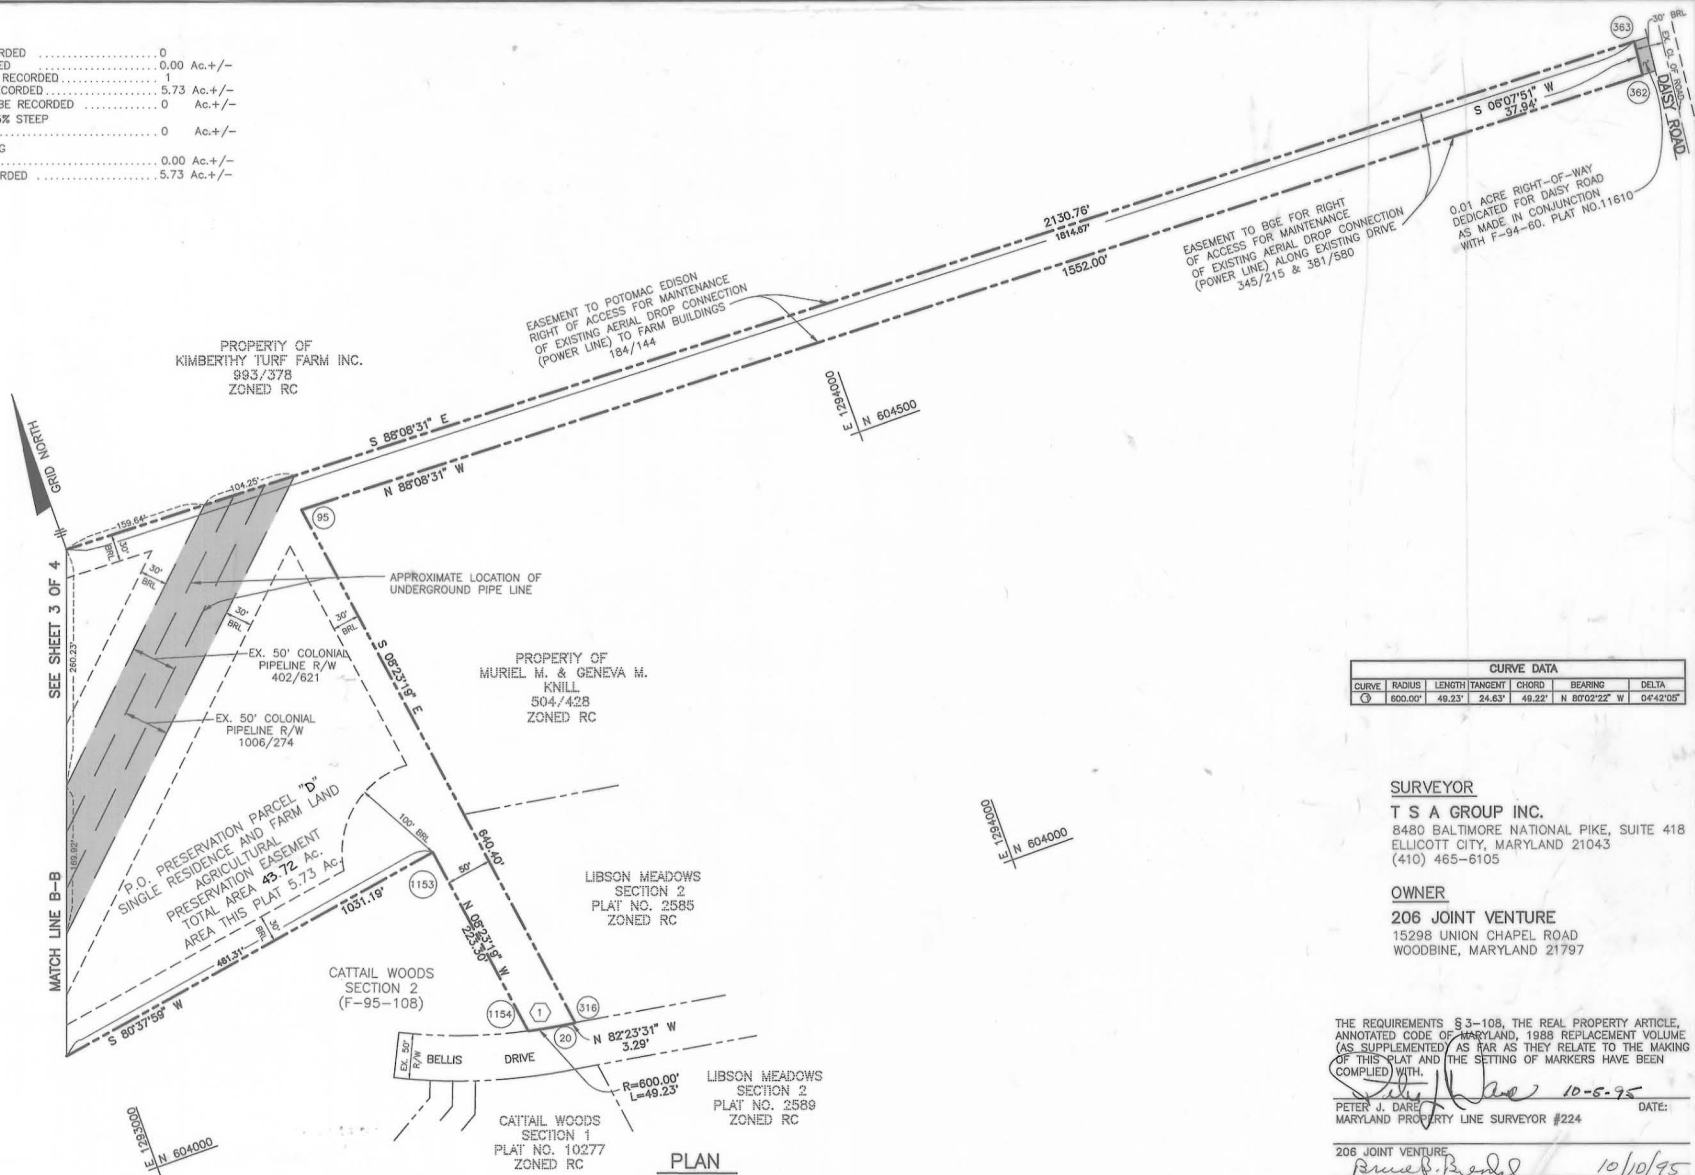 RDED .................... 0
ED .................... 0.00 Ac.+/-
RECORDED .................... 1
CORDED .................... 5.73 Ac.+/-
BE RECORDED ............ 0 Ac.+/-
5% STEEP
.................... 0 Ac.+/-
G
.................... 0.00 Ac.+/-
RDED .................... 5.73 Ac.+/-
363
30' BRL
EX. CL OF ROAD
DAISY ROAD
362
S 06°07'51" W
37.94'
0.01 ACRE RIGHT-OF-WAY
DEDICATED FOR DAISY ROAD
AS MADE IN CONJUNCTION
WITH F-94-60. PLAT NO.11610
2130.76'
1814.67'
1552.00'
EASEMENT TO BGE FOR RIGHT
OF ACCESS FOR MAINTENANCE
OF EXISTING AERIAL DROP CONNECTION
(POWER LINE) ALONG EXISTING DRIVE
345/215 & 381/580
EASEMENT TO POTOMAC EDISON
RIGHT OF ACCESS FOR MAINTENANCE
OF EXISTING AERIAL DROP CONNECTION
(POWER LINE) TO FARM BUILDINGS
184/144
PROPERTY OF
KIMBERTHY TURF FARM INC.
993/378
ZONED RC
E 1294000
N 604500
S 88°08'31" E
N 88°08'31" W
GRID NORTH
104.25'
159.64'
95
30'
BRL
30'
BRL
SEE SHEET 3 OF 4
APPROXIMATE LOCATION OF
UNDERGROUND PIPE LINE
30'
BRL
30'
BRL
260.23'
EX. 50' COLONIAL
PIPELINE R/W
402/621
S 08°23'19" E
PROPERTY OF
MURIEL M. & GENEVA M.
KNILL
504/428
ZONED RC
EX. 50' COLONIAL
PIPELINE R/W
1006/274
CURVE DATA
CURVE RADIUS LENGTH TANGENT CHORD BEARING DELTA
1 600.00' 49.23' 24.63' 49.22' N 80°02'22" W 04°42'05"
P.O. PRESERVATION PARCEL "D"
SINGLE RESIDENCE AND FARM LAND
AGRICULTURAL
PRESERVATION EASEMENT
TOTAL AREA 43.72 Ac.
AREA THIS PLAT 5.73 Ac.
169.92'
MATCH LINE B-B
100' BRL
640.40'
50'
1153
1031.19'
30'
BRL
461.31'
S 80°37'59" W
N 08°23'19" W
223.30'
E 1294000
N 604000
LIBSON MEADOWS
SECTION 2
PLAT NO. 2585
ZONED RC
CATTAIL WOODS
SECTION 2
(F-95-108)
1154
1
316
20
N 82°23'31" W
3.29'
EX. 50'
R/W
BELLIS DRIVE
R=600.00'
L=49.23'
LIBSON MEADOWS
SECTION 2
PLAT NO. 2589
ZONED RC
CATTAIL WOODS
SECTION 1
PLAT NO. 10277
ZONED RC
E 1293000
N 604000
PLAN
SURVEYOR
T S A GROUP INC.
8480 BALTIMORE NATIONAL PIKE, SUITE 418
ELLICOTT CITY, MARYLAND 21043
(410) 465-6105
OWNER
206 JOINT VENTURE
15298 UNION CHAPEL ROAD
WOODBINE, MARYLAND 21797
THE REQUIREMENTS §3-108, THE REAL PROPERTY ARTICLE,
ANNOTATED CODE OF MARYLAND, 1988 REPLACEMENT VOLUME
(AS SUPPLEMENTED) AS FAR AS THEY RELATE TO THE MAKING
OF THIS PLAT AND THE SETTING OF MARKERS HAVE BEEN
COMPLIED WITH.
10-5-95
PETER J. DARE DATE:
MARYLAND PROPERTY LINE SURVEYOR #224
206 JOINT VENTURE
10/10/95